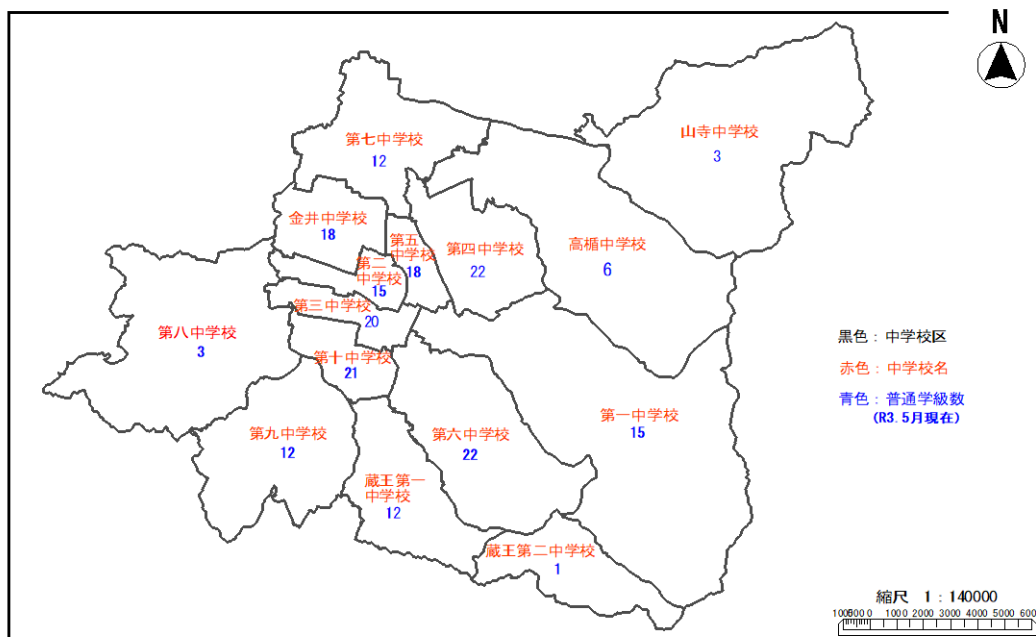 N
第七中学校
12
山寺中学校
3
金井中学校
18
第五
中学校
18
第四中学校
22
高楯中学校
6
第二
中学校
15
第三中学校
20
第八中学校
3
第十中学校
21
第一中学校
15
第九中学校
12
第六中学校
22
蔵王第一
中学校
12
蔵王第二中学校
1
黒色：中学校区
赤色：中学校名
青色：普通学級数
(R3.5月現在)
縮尺 1：140000
0 1000 2000 3000 4000 5000